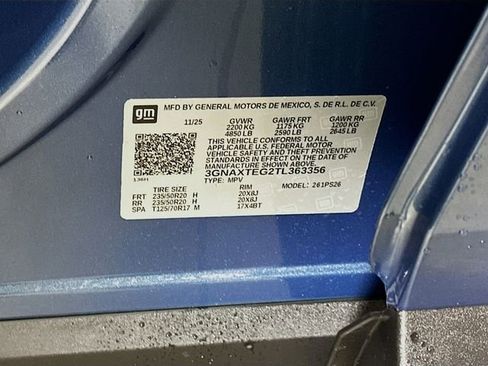 gm
MFD BY GENERAL MOTORS DE MEXICO, S. DE R.L. DE C.V.
11/25 GVWR GAWR FRT GAWR RR
2200 KG 1175 KG 1200 KG
4850 LB 2590 LB 2645 LB
THIS VEHICLE CONFORMS TO ALL
APPLICABLE U.S. FEDERAL MOTOR
VEHICLE SAFETY AND THEFT
PREVENTION STANDARDS IN
EFFECT ON THE DATE OF
MANUFACTURE SHOWN ABOVE.
3GNAXTEG2TL363356
TYPE: MPV MODEL: 261PS26
TIRE SIZE RIM
FRT 235/50R20 H 20X8J
RR 235/50R20 H 20X8J
SPA T125/70R17 M 17X4BT